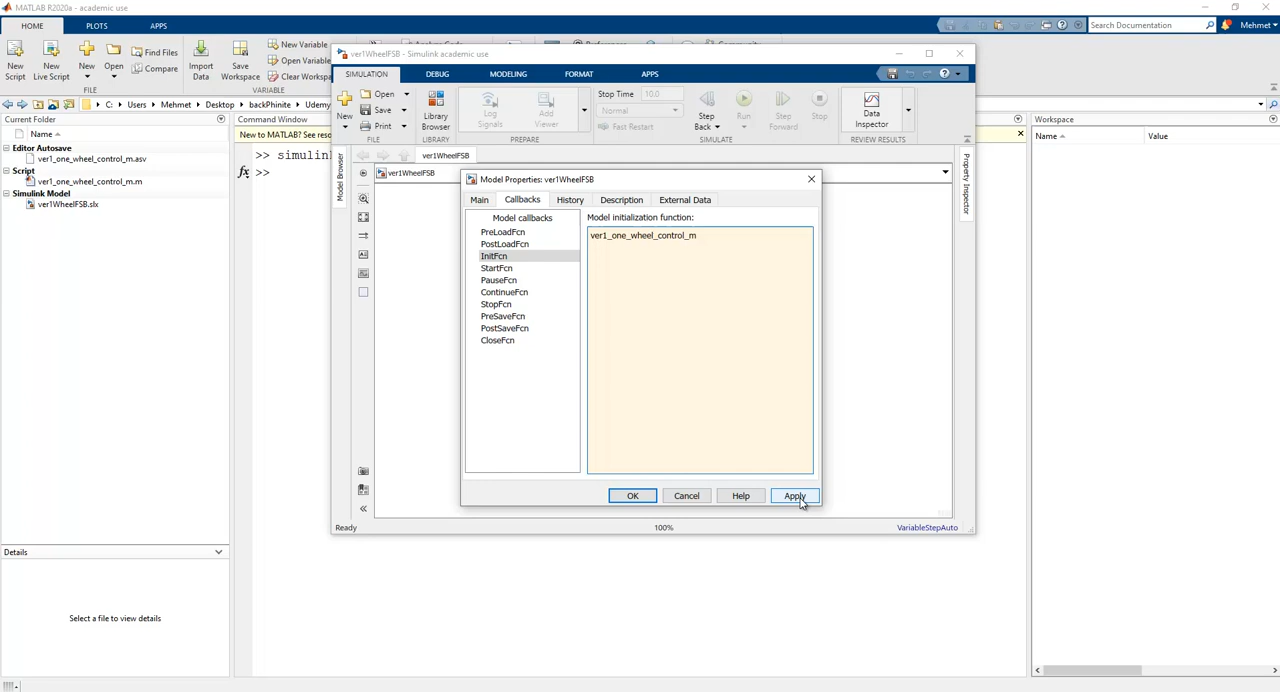 MATLAB R2020a - academic use
HOME PLOTS APPS
Search Documentation
Mehmet
New Script
New Live Script
New
Open
Find Files
Compare
Import Data
Save Workspace
New Variable
Open Variable
Clear Workspa
FILE
VARIABLE
C: Users Mehmet Desktop backPhinite Udemy
Current Folder
Name
Editor Autosave
ver1_one_wheel_control_m.asv
Script
ver1_one_wheel_control_m.m
Simulink Model
ver1WheelFSB.slx
Details
Select a file to view details
Command Window
New to MATLAB? See reso
>> simulink
fx >>
ver1WheelFSB - Simulink academic use
SIMULATION DEBUG MODELING FORMAT APPS
New
Open
Save
Print
FILE
Library Browser
LIBRARY
Log Signals
Add Viewer
PREPARE
Stop Time 10.0
Normal
Fast Restart
Step Back
Run
Step Forward
Stop
SIMULATE
Data Inspector
REVIEW RESULTS
Model Browser
ver1WheelFSB
ver1WheelFSB
Property Inspector
Model Properties: ver1WheelFSB
Main Callbacks History Description External Data
Model callbacks
PreLoadFcn
PostLoadFcn
InitFcn
StartFcn
PauseFcn
ContinueFcn
StopFcn
PreSaveFcn
PostSaveFcn
CloseFcn
Model initialization function:
ver1_one_wheel_control_m
OK Cancel Help Apply
Ready 100% VariableStepAuto
Workspace
Name Value